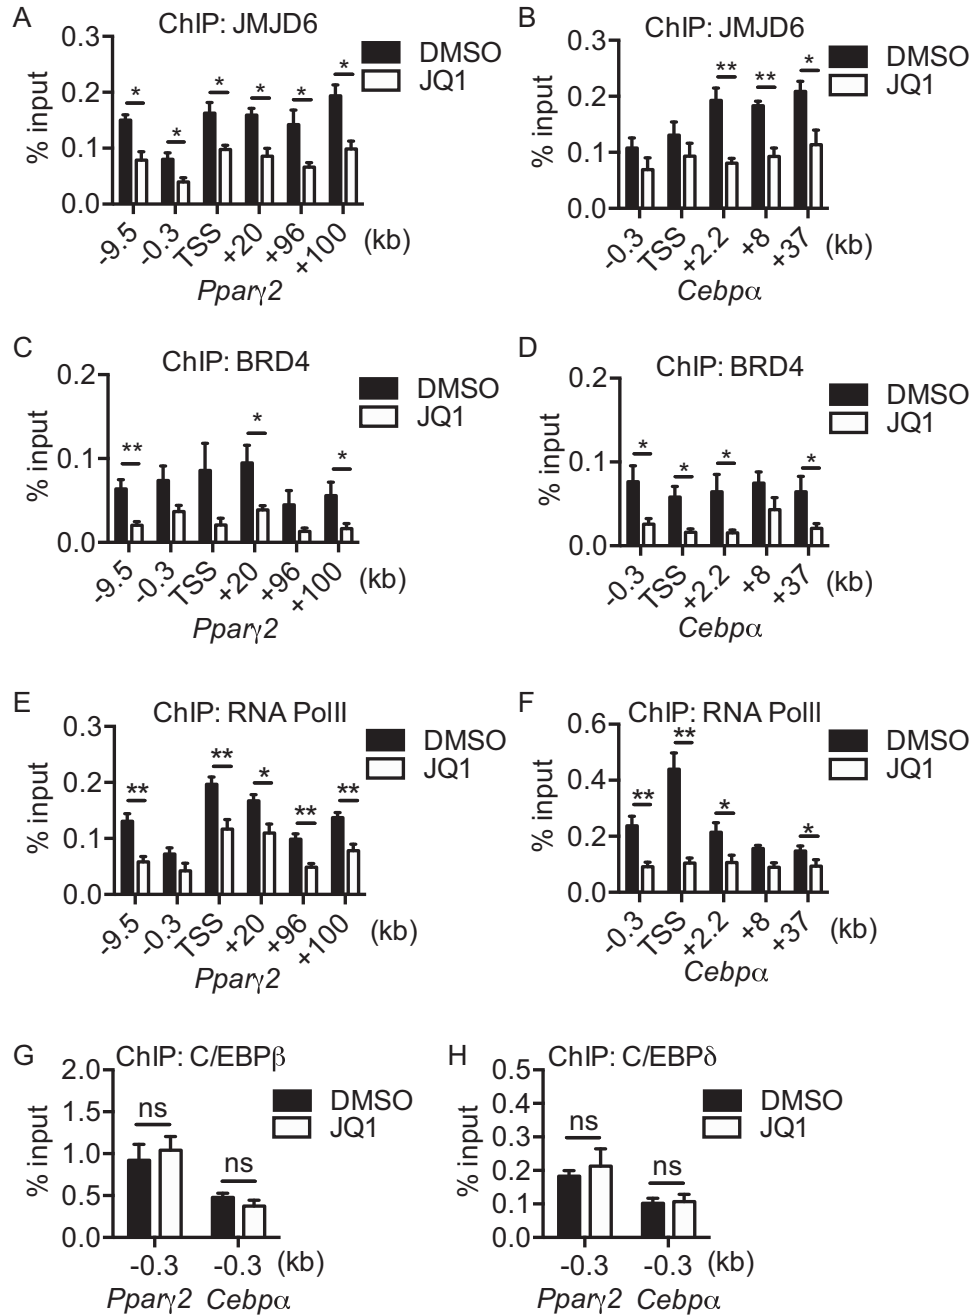 A
ChIP: JMJD6
0.3
0.2
0.1
0.0
% input
DMSO
JQ1
* * * * * *
-9.5 -0.3 TSS +20 +96 +100 (kb)
Pparγ2
B
ChIP: JMJD6
0.3
0.2
0.1
0.0
% input
DMSO
JQ1
** ** *
-0.3 TSS +2.2 +8 +37 (kb)
Cebpα
C
ChIP: BRD4
0.2
0.1
0.0
% input
DMSO
JQ1
** * *
-9.5 -0.3 TSS +20 +96 +100 (kb)
Pparγ2
D
ChIP: BRD4
0.2
0.1
0.0
% input
DMSO
JQ1
* * * *
-0.3 TSS +2.2 +8 +37 (kb)
Cebpα
E
ChIP: RNA PolII
0.3
0.2
0.1
0.0
% input
DMSO
JQ1
** ** * ** **
-9.5 -0.3 TSS +20 +96 +100 (kb)
Pparγ2
F
ChIP: RNA PolII
0.6
0.4
0.2
0.0
% input
DMSO
JQ1
** ** * *
-0.3 TSS +2.2 +8 +37 (kb)
Cebpα
G
ChIP: C/EBPβ
2.0
1.5
1.0
0.5
0.0
% input
DMSO
JQ1
ns ns
-0.3 -0.3 (kb)
Pparγ2 Cebpα
H
ChIP: C/EBPδ
0.5
0.4
0.3
0.2
0.1
0.0
% input
DMSO
JQ1
ns ns
-0.3 -0.3 (kb)
Pparγ2 Cebpα